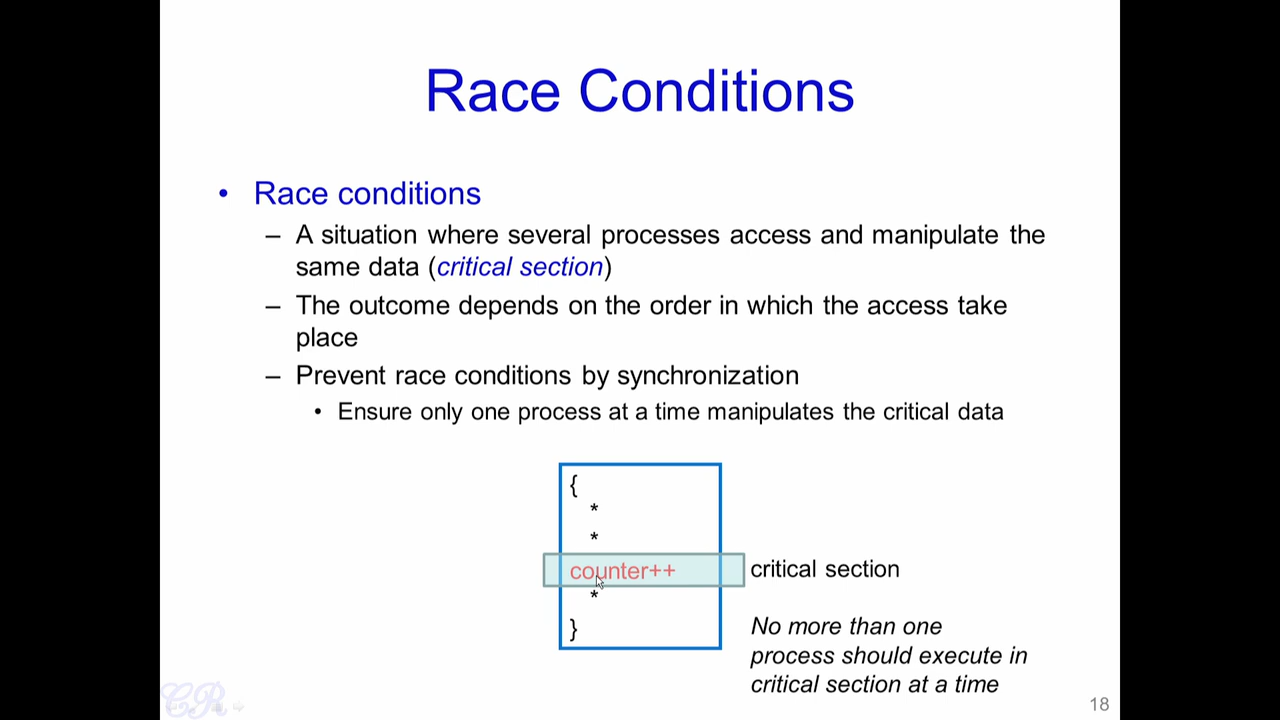 Race Conditions
• Race conditions
– A situation where several processes access and manipulate the
same data (critical section)
– The outcome depends on the order in which the access take
place
– Prevent race conditions by synchronization
• Ensure only one process at a time manipulates the critical data
{
*
*
counter++
critical section
*
}
No more than one
process should execute in
critical section at a time
CR
18